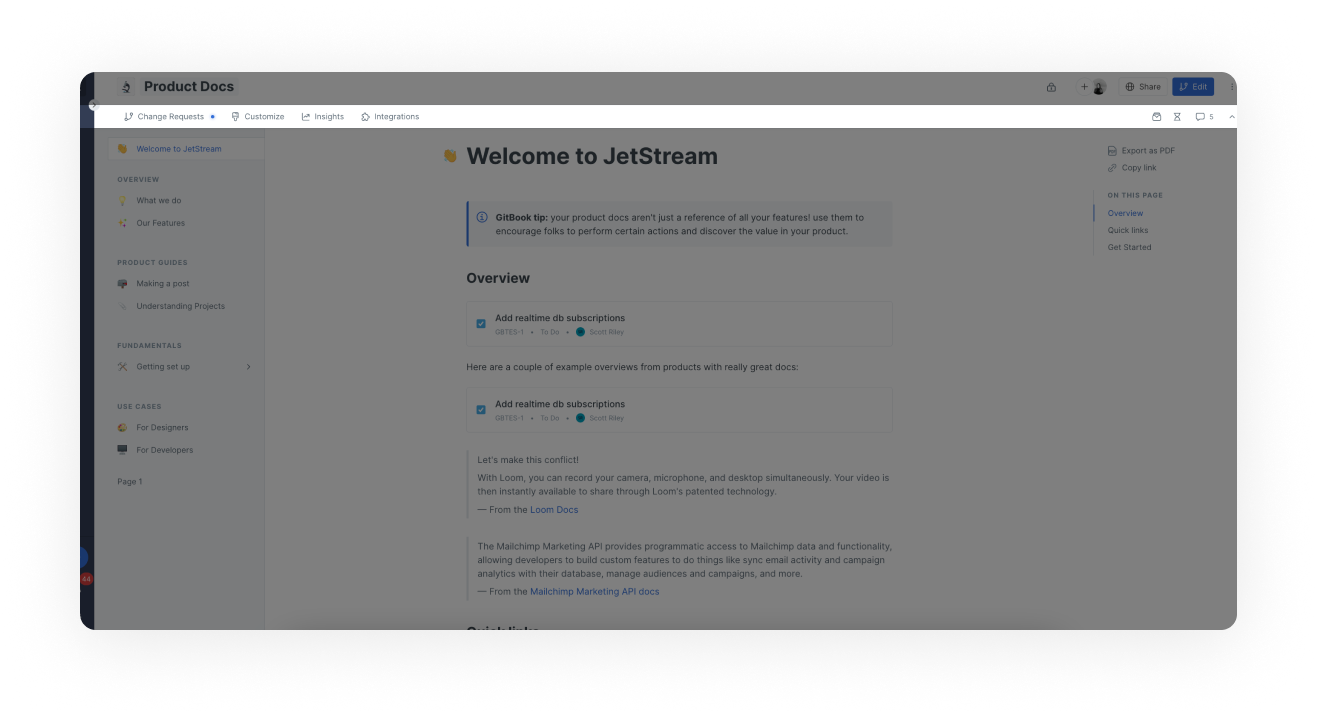 Product Docs
Share
Edit
Change Requests
Customize
Insights
Integrations
5
Welcome to JetStream
OVERVIEW
What we do
Our Features
PRODUCT GUIDES
Making a post
Understanding Projects
FUNDAMENTALS
Getting set up
USE CASES
For Designers
For Developers
Page 1
44
Welcome to JetStream
GitBook tip: your product docs aren't just a reference of all your features! use them to
encourage folks to perform certain actions and discover the value in your product.
Overview
Add realtime db subscriptions
GBTES-1 • To Do • Scott Riley
Here are a couple of example overviews from products with really great docs:
Add realtime db subscriptions
GBTES-1 • To Do • Scott Riley
Let's make this conflict!
With Loom, you can record your camera, microphone, and desktop simultaneously. Your video is
then instantly available to share through Loom's patented technology.
— From the Loom Docs
The Mailchimp Marketing API provides programmatic access to Mailchimp data and functionality,
allowing developers to build custom features to do things like sync email activity and campaign
analytics with their database, manage audiences and campaigns, and more.
— From the Mailchimp Marketing API docs
Quick links
Export as PDF
Copy link
ON THIS PAGE
Overview
Quick links
Get Started